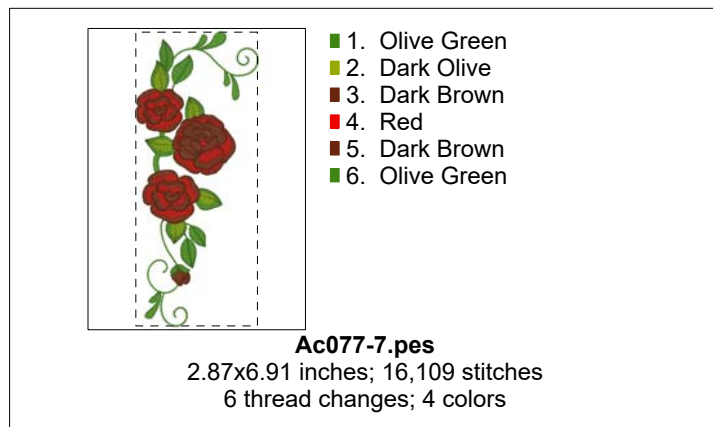 1. Olive Green
2. Dark Olive
3. Dark Brown
4. Red
5. Dark Brown
6. Olive Green
Ac077-7.pes
2.87x6.91 inches; 16,109 stitches
6 thread changes; 4 colors